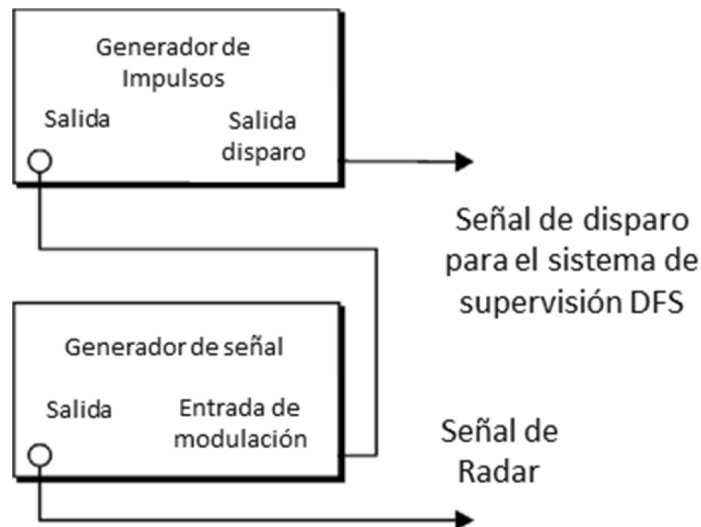 Generador de
Impulsos
Salida
Salida
disparo
Señal de disparo
para el sistema de
supervisión DFS
Generador de señal
Salida
Entrada de
modulación
Señal de
Radar